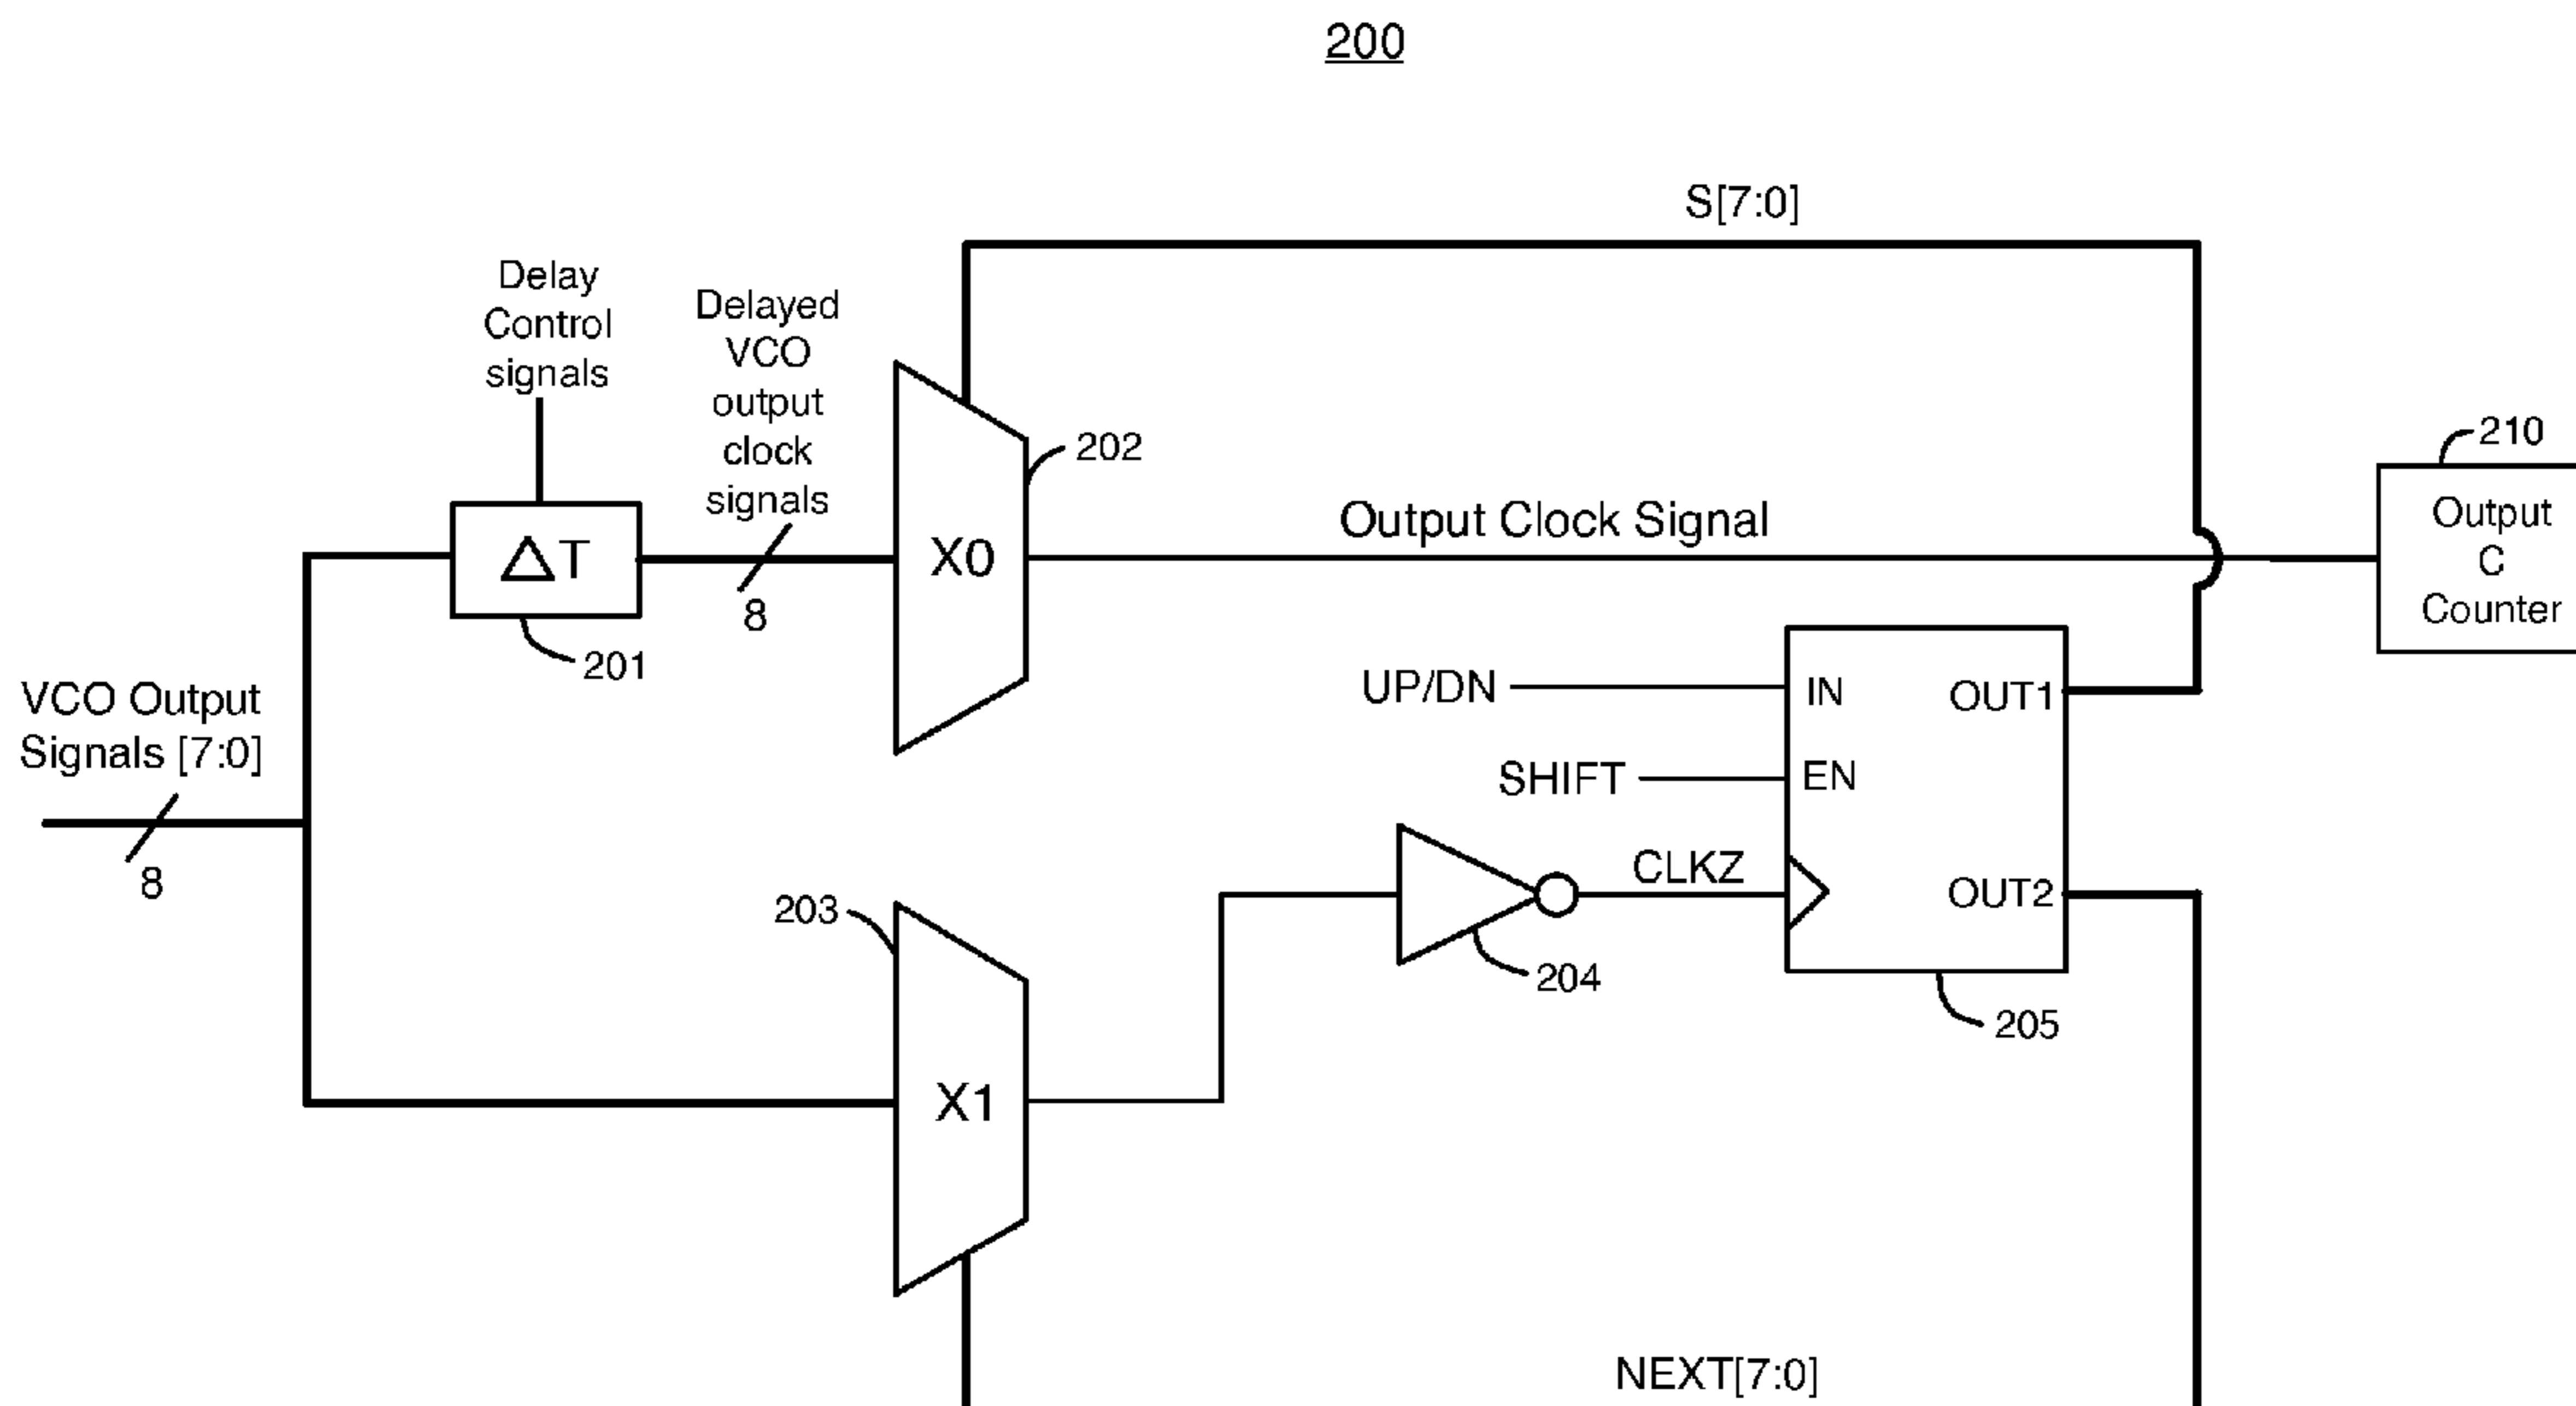 200
S[7:0]
Delay
Control
signals
Delayed
VCO
output
clock
signals
8
ΔT
201
X0
202
Output Clock Signal
210
Output
C
Counter
VCO Output
Signals [7:0]
8
UP/DN
SHIFT
CLKZ
IN
EN
OUT1
OUT2
203
204
205
X1
NEXT[7:0]